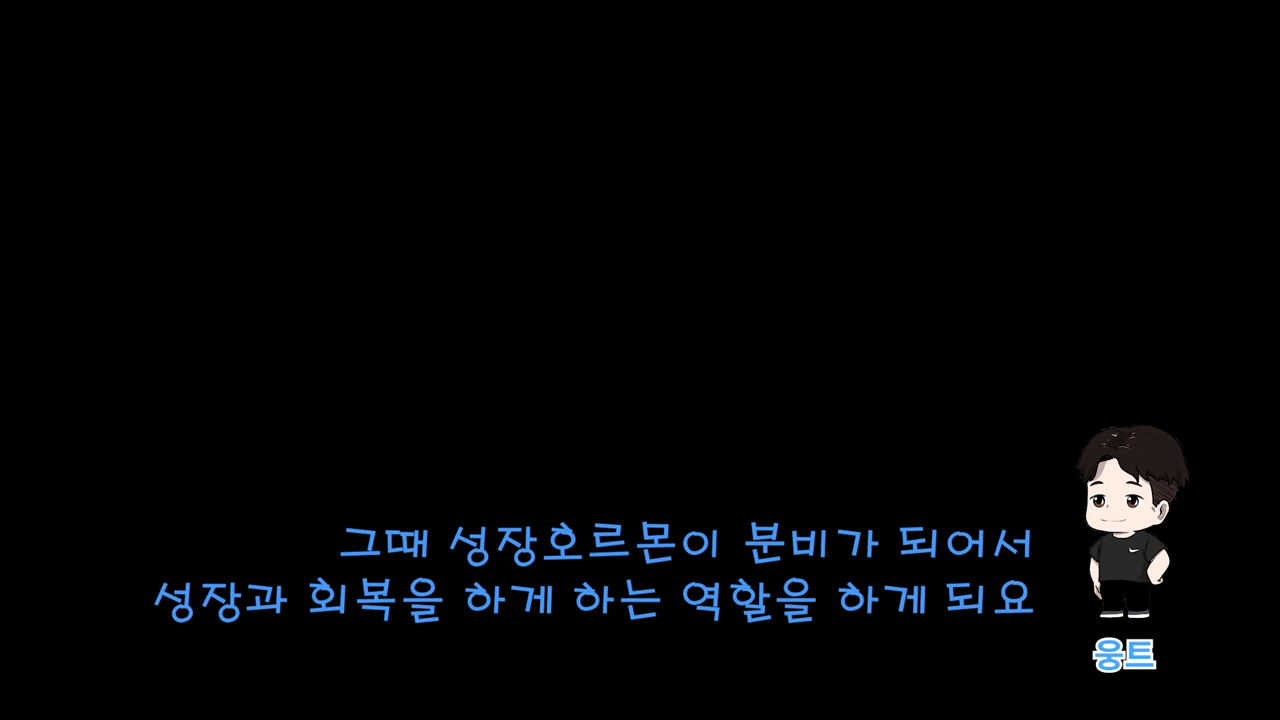 그때 성장호르몬이 분비가 되어서
성장과 회복을 하게 하는 역할을 하게 되요
웅트